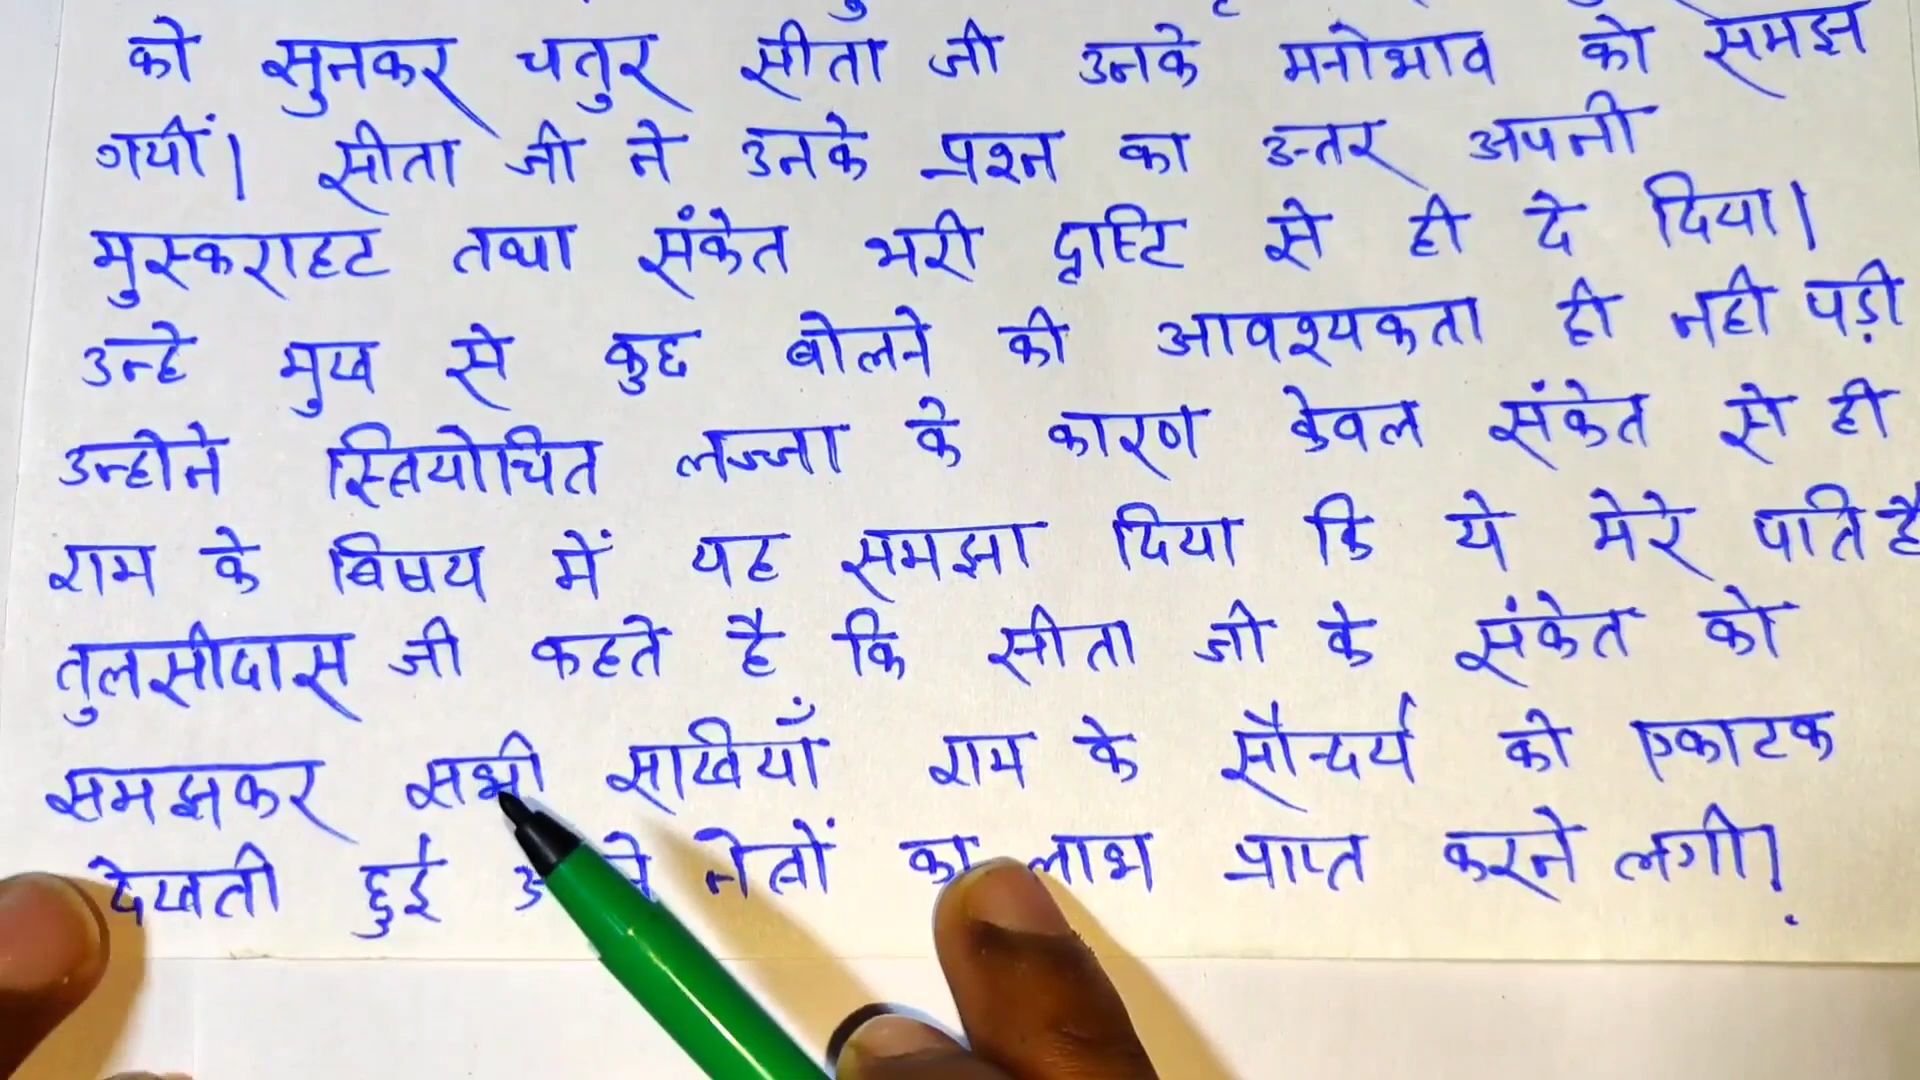 को सुनकर चतुर सीता जी उनके मनोभाव को समझ
गयीं। सीता जी ने उनके प्रश्न का उत्तर अपनी
मुस्कराहट तथा संकेत भरी दृष्टि से ही दे दिया।
उन्हे मुख से कुछ बोलने की आवश्यकता ही नही पड़ी
उन्होने स्त्रियोचित लज्जा के कारण केवल संकेत से ही
राम के विषय में यह समझा दिया कि ये मेरे पति है
तुलसीदास जी कहते है कि सीता जी के संकेत को
समझकर सभी सखियाँ राम के सौन्दर्य को एकाटक
देखती हुई नेत्रों का लाभ प्राप्त करने लगी।